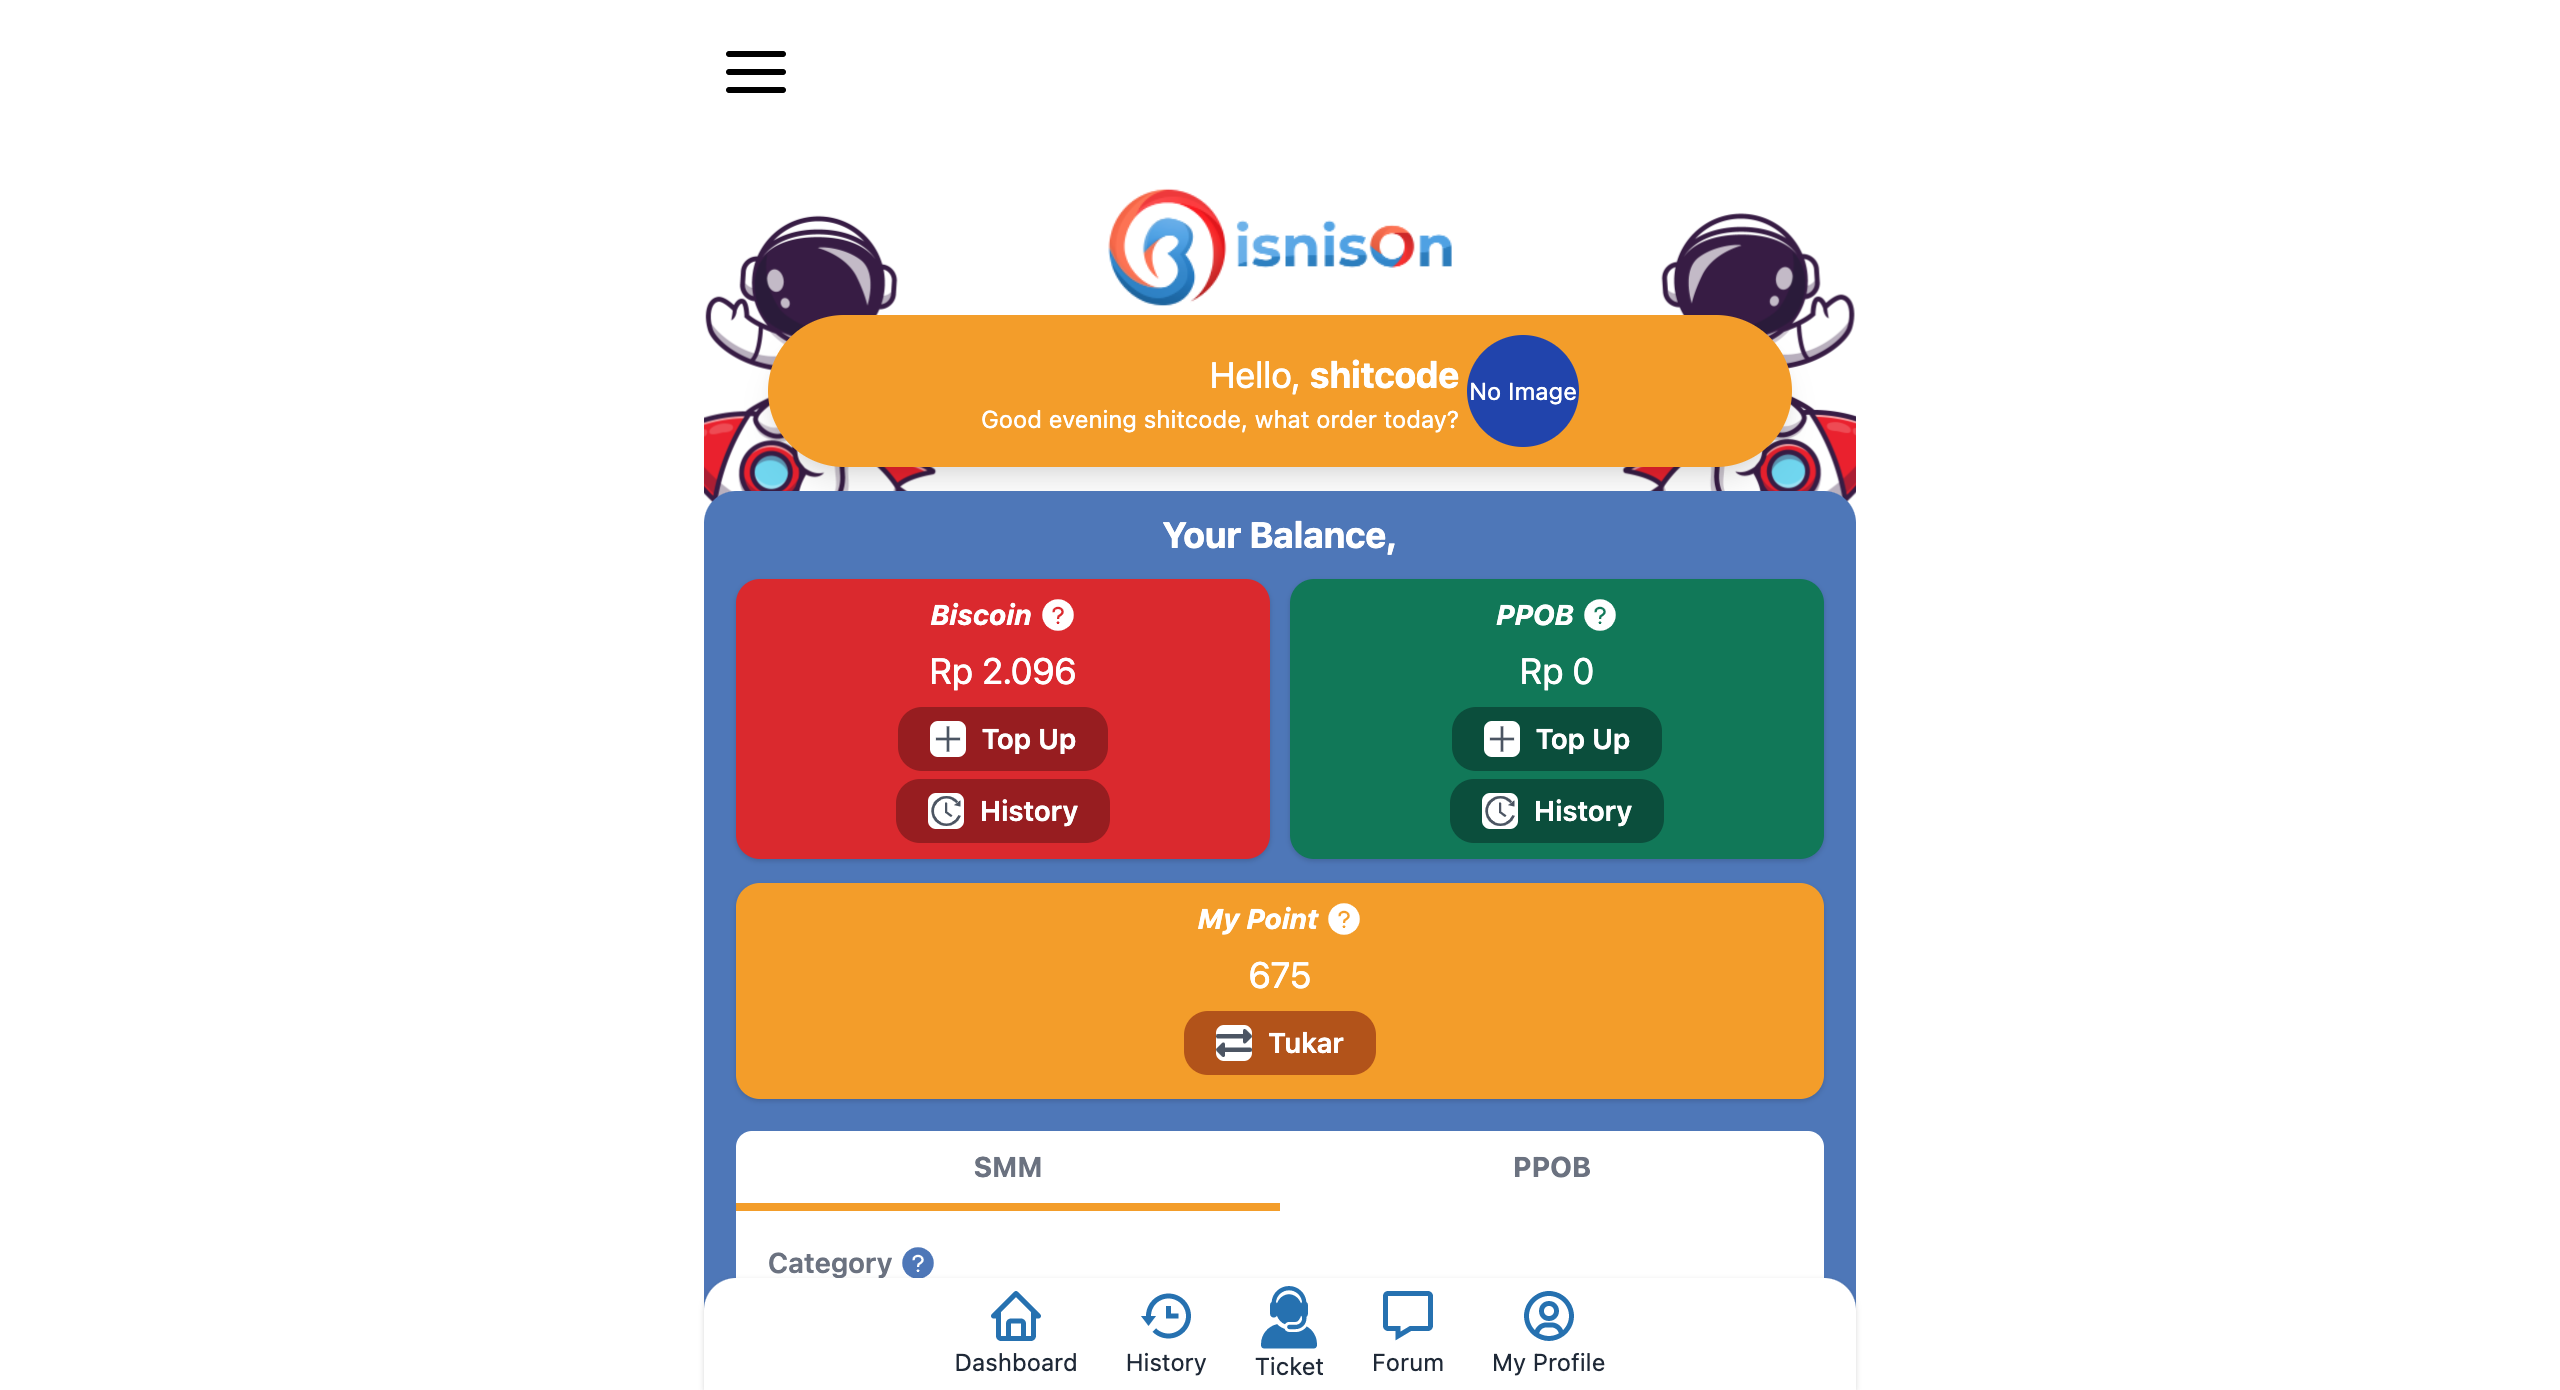 BisnisOn
Hello, shitcode
Good evening shitcode, what order today?
No Image
Your Balance,
Biscoin ?
Rp 2.096
Top Up
History
PPOB ?
Rp 0
Top Up
History
My Point ?
675
Tukar
SMM
PPOB
Category ?
Dashboard
History
Ticket
Forum
My Profile